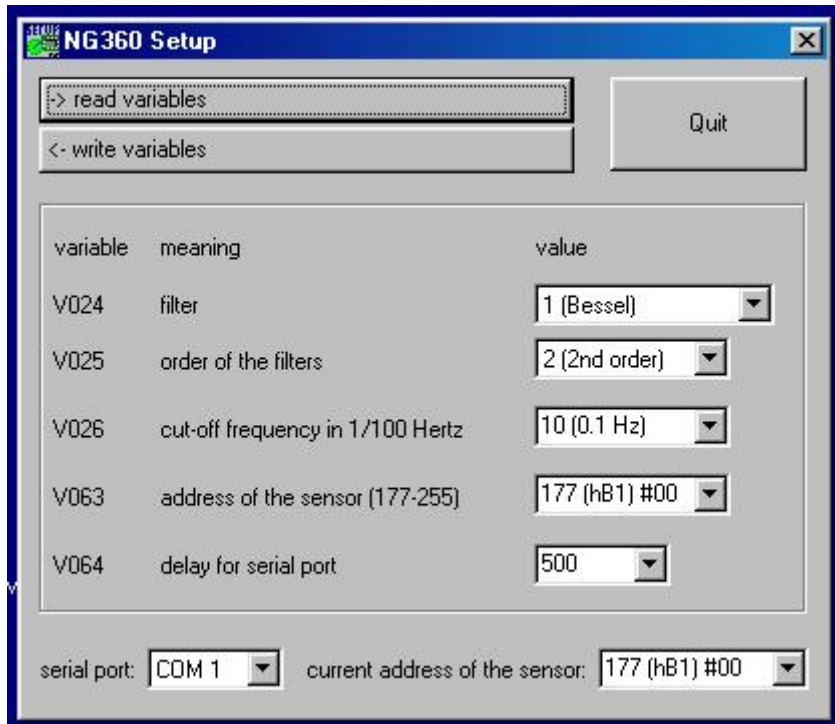 NG360 Setup
-> read variables
Quit
<- write variables
variable meaning value
V024 filter 1 (Bessel)
V025 order of the filters 2 (2nd order)
V026 cut-off frequency in 1/100 Hertz 10 (0.1 Hz)
V063 address of the sensor (177-255) 177 (hB1) #00
V064 delay for serial port 500
serial port: COM 1 current address of the sensor: 177 (hB1) #00